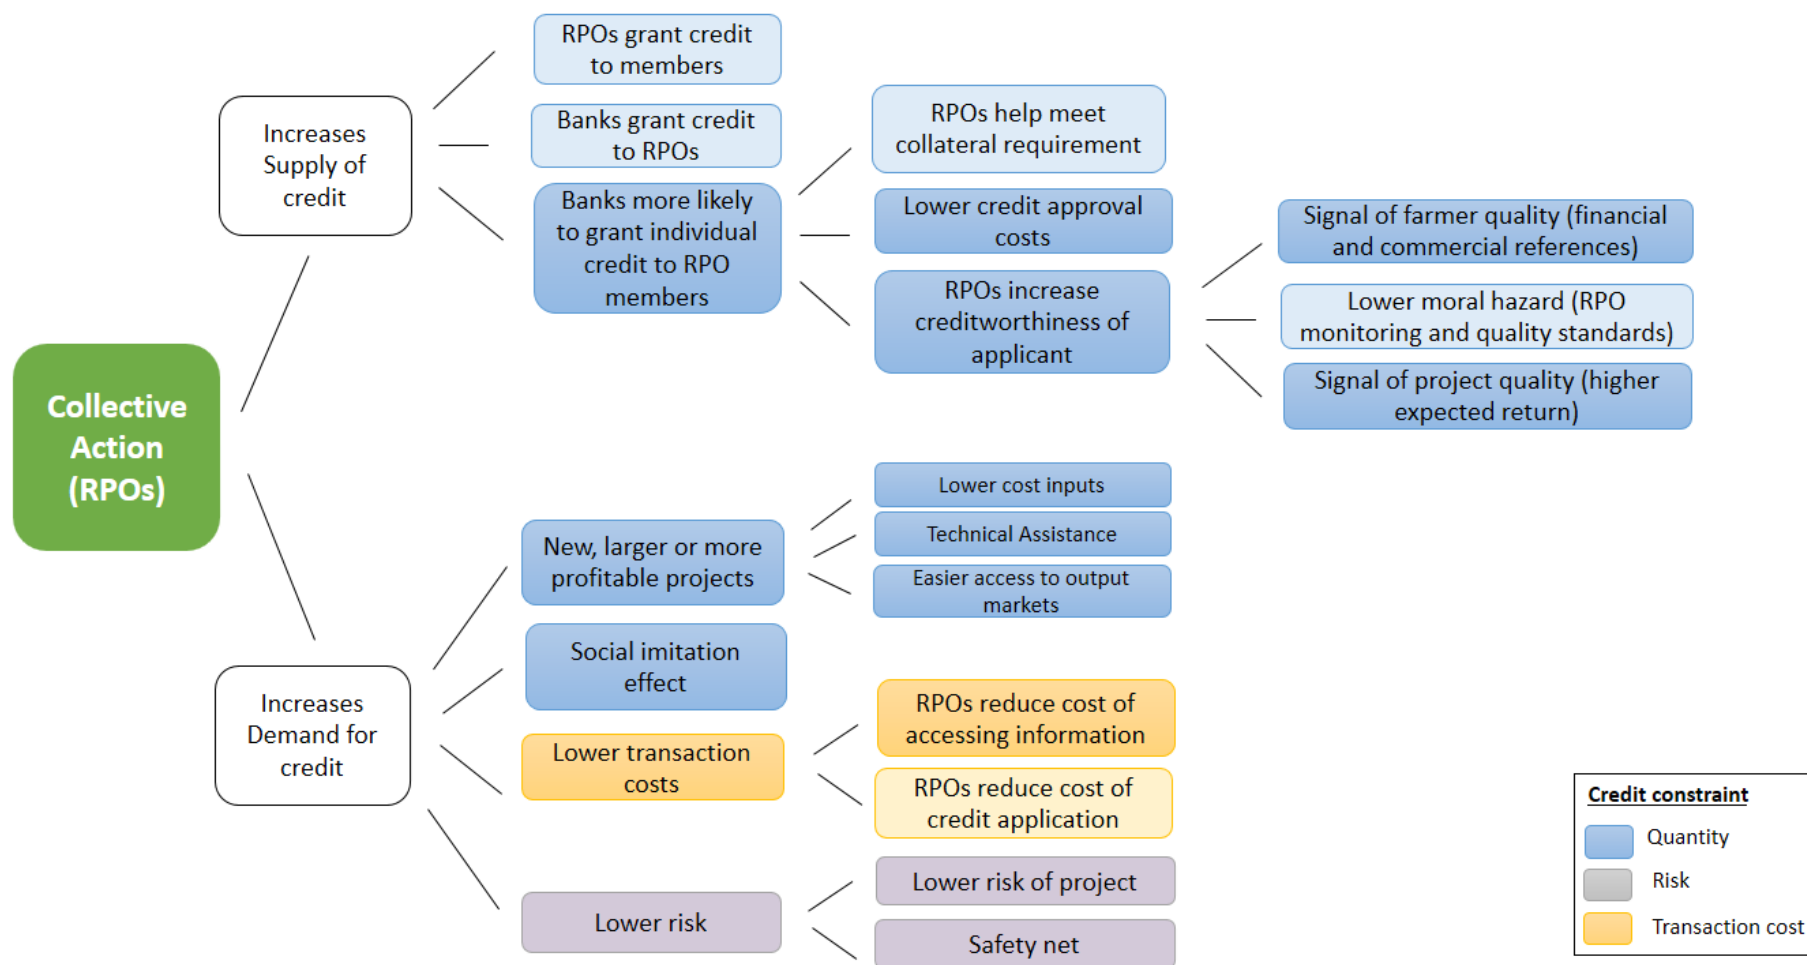 RPOs grant credit
to members
Banks grant credit
to RPOs
Banks more likely
to grant individual
credit to RPO
members
Increases
Supply of
credit
RPOs help meet
collateral requirement
Lower credit approval
costs
RPOs increase
creditworthiness of
applicant
Signal of farmer quality (financial
and commercial references)
Lower moral hazard (RPO
monitoring and quality standards)
Signal of project quality (higher
expected return)
Collective
Action
(RPOs)
Increases
Demand for
credit
New, larger or more
profitable projects
Lower cost inputs
Technical Assistance
Easier access to output
markets
Social imitation
effect
Lower transaction
costs
RPOs reduce cost of
accessing information
RPOs reduce cost of
credit application
Lower risk
Lower risk of project
Safety net
Credit constraint
Quantity
Risk
Transaction cost